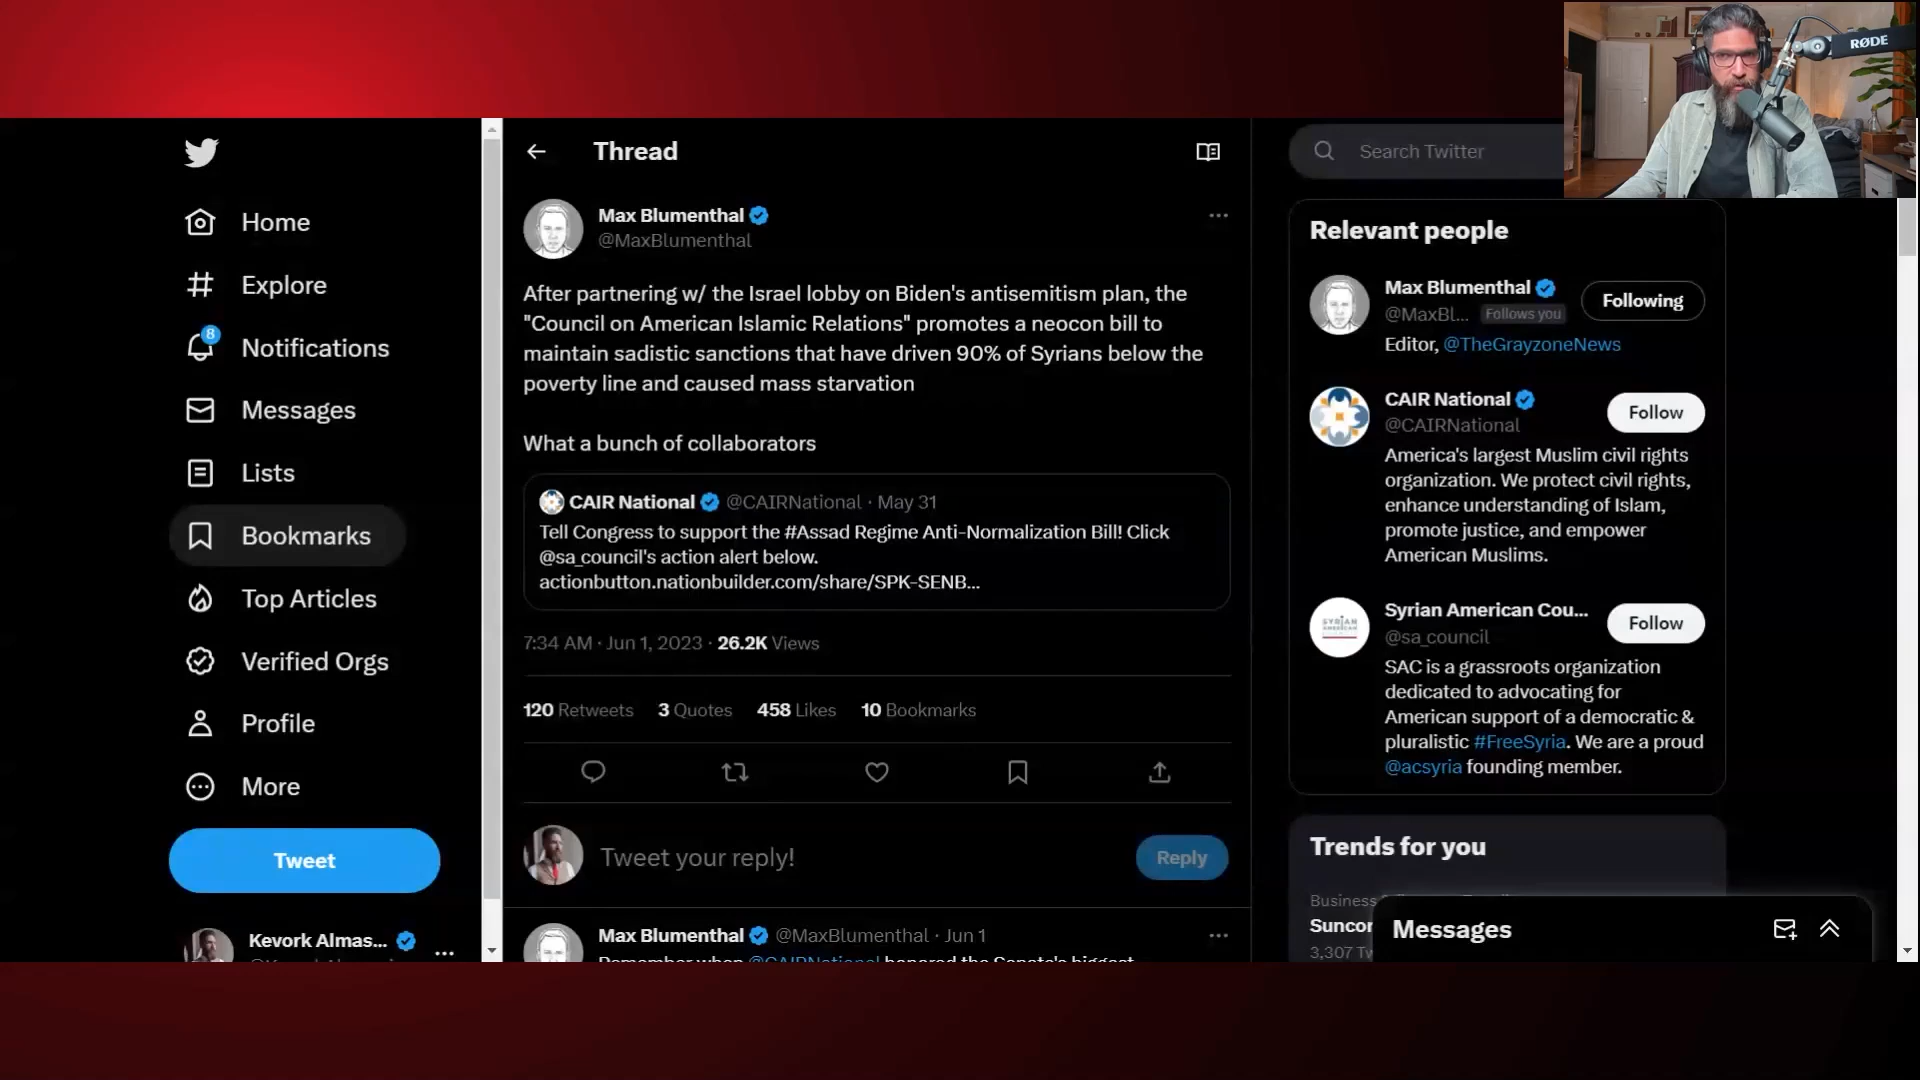 RØDE
Thread
Search Twitter
Home
Explore
8
Notifications
Messages
Lists
Bookmarks
Top Articles
Verified Orgs
Profile
More
Tweet
Kevork Almas...
Max Blumenthal
@MaxBlumenthal
After partnering w/ the Israel lobby on Biden's antisemitism plan, the
"Council on American Islamic Relations" promotes a neocon bill to
maintain sadistic sanctions that have driven 90% of Syrians below the
poverty line and caused mass starvation
What a bunch of collaborators
CAIR National @CAIRNational · May 31
Tell Congress to support the #Assad Regime Anti-Normalization Bill! Click
@sa_council's action alert below.
actionbutton.nationbuilder.com/share/SPK-SENB...
7:34 AM · Jun 1, 2023 · 26.2K Views
120 Retweets 3 Quotes 458 Likes 10 Bookmarks
Tweet your reply!
Reply
Max Blumenthal @MaxBlumenthal · Jun 1
Remember when @CAIRNational honored the Senate's biggest
Relevant people
Max Blumenthal
@MaxBl... Follows you
Following
Editor, @TheGrayzoneNews
CAIR National
@CAIRNational
Follow
America's largest Muslim civil rights
organization. We protect civil rights,
enhance understanding of Islam,
promote justice, and empower
American Muslims.
Syrian American Cou...
@sa_council
Follow
SYRIAN
AMERICAN
SAC is a grassroots organization
dedicated to advocating for
American support of a democratic &
pluralistic #FreeSyria. We are a proud
@acsyria founding member.
Trends for you
Business
Suncor
3,307 Tw
Messages